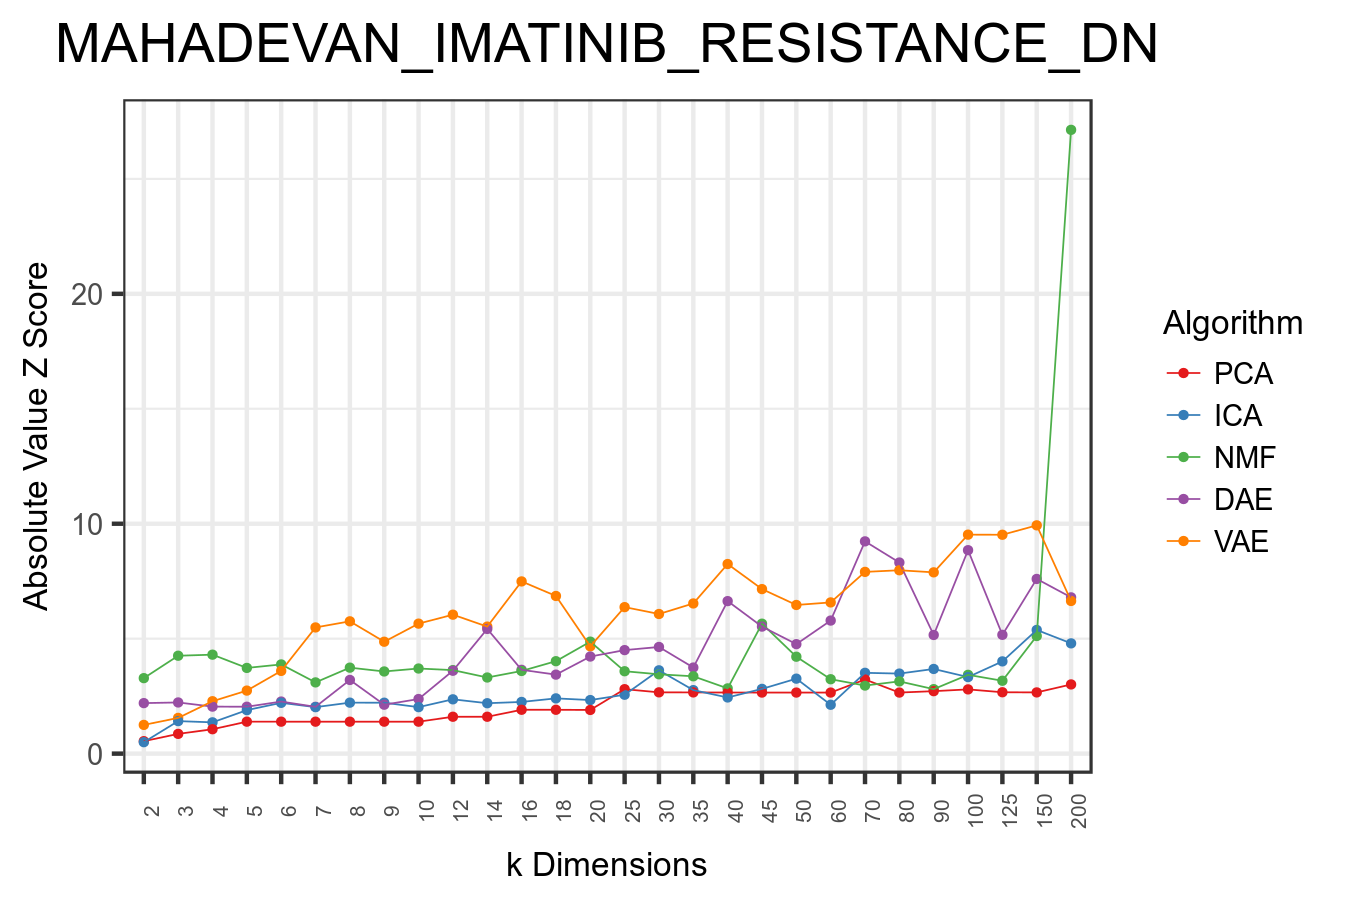 MAHADEVAN_IMATINIB_RESISTANCE_DN
Absolute Value Z Score
20
10
0
2 3 4 5 6 7 8 9 10 12 14 16 18 20 25 30 35 40 45 50 60 70 80 90 100 125 150 200
k Dimensions
Algorithm
PCA
ICA
NMF
DAE
VAE